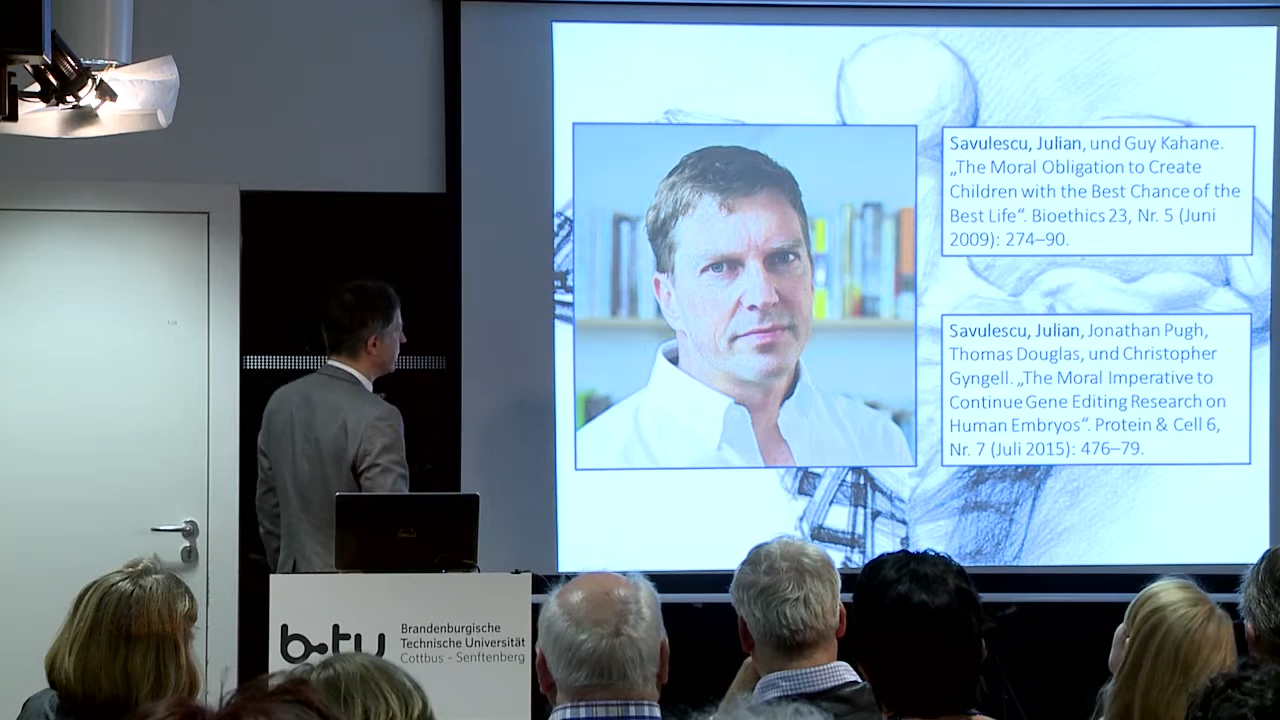 Savulescu, Julian, und Guy Kahane.
„The Moral Obligation to Create
Children with the Best Chance of the
Best Life“. Bioethics 23, Nr. 5 (Juni
2009): 274–90.
Savulescu, Julian, Jonathan Pugh,
Thomas Douglas, und Christopher
Gyngell. „The Moral Imperative to
Continue Gene Editing Research on
Human Embryos“. Protein & Cell 6,
Nr. 7 (Juli 2015): 476–79.
DELL
b-tu
Brandenburgische
Technische Universität
Cottbus - Senftenberg